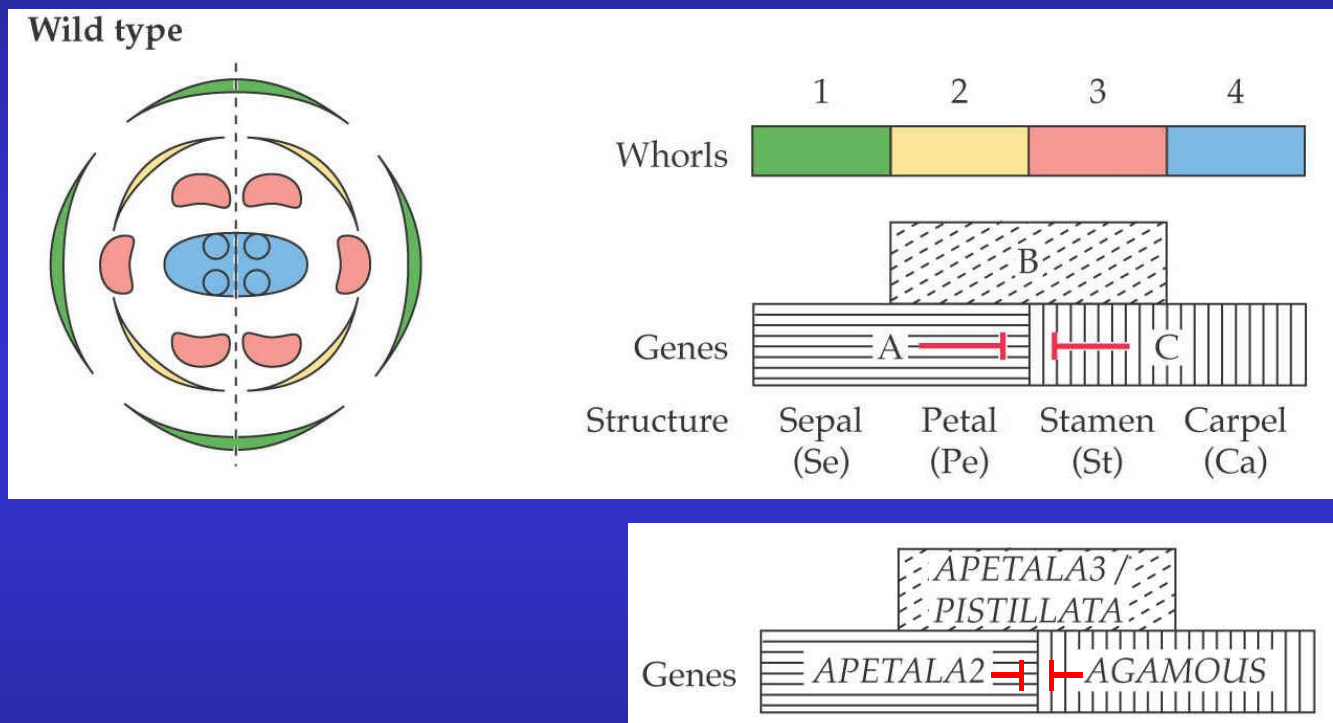 Wild type
1 2 3 4
Whorls
B
Genes A C
Structure Sepal Petal Stamen Carpel
(Se) (Pe) (St) (Ca)
APETALA3 /
PISTILLATA
Genes APETALA2 AGAMOUS